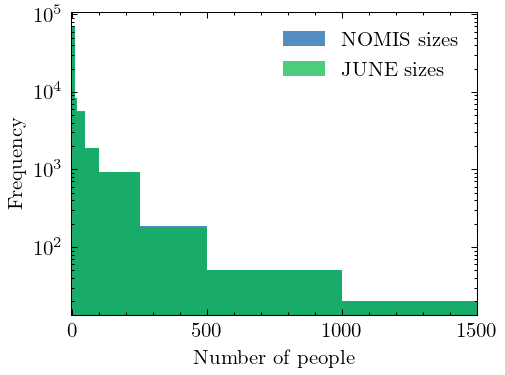 10^5
10^4
10^3
10^2
Frequency
NOMIS sizes
JUNE sizes
0 500 1000 1500
Number of people